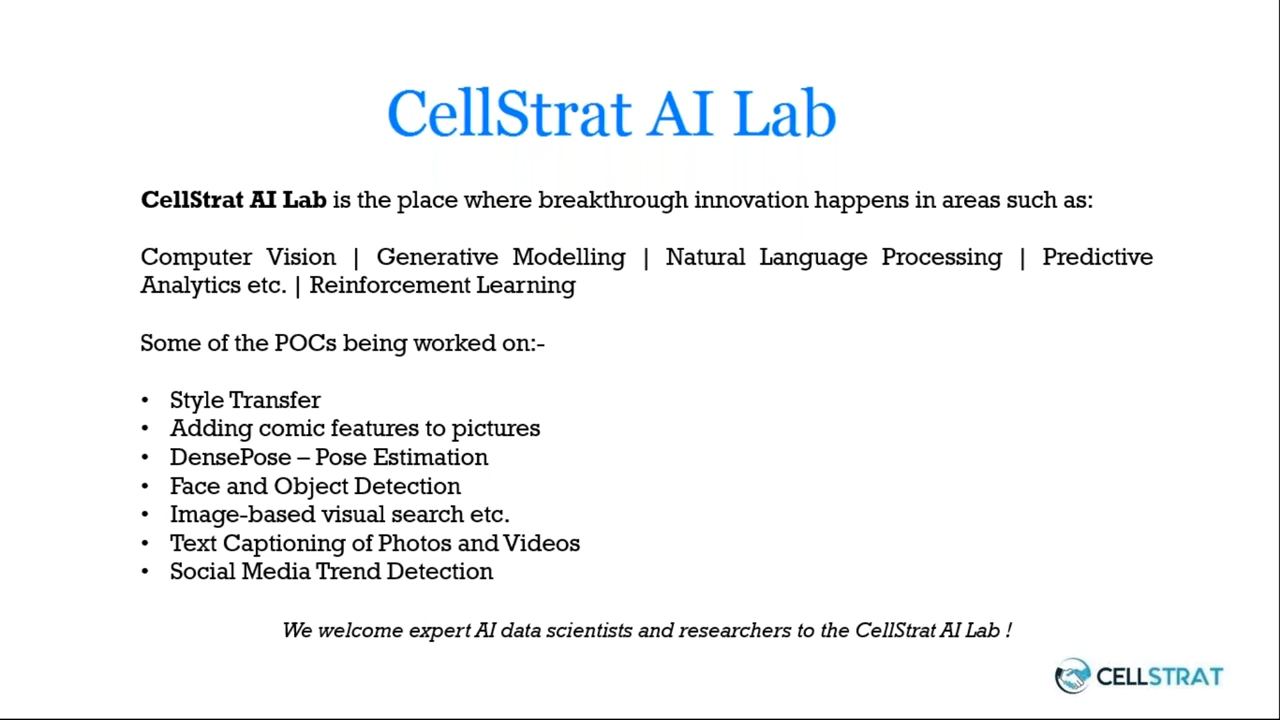 CellStrat AI Lab
CellStrat AI Lab is the place where breakthrough innovation happens in areas such as:
Computer Vision | Generative Modelling | Natural Language Processing | Predictive
Analytics etc. | Reinforcement Learning
Some of the POCs being worked on:-
• Style Transfer
• Adding comic features to pictures
• DensePose – Pose Estimation
• Face and Object Detection
• Image-based visual search etc.
• Text Captioning of Photos and Videos
• Social Media Trend Detection
We welcome expert AI data scientists and researchers to the CellStrat AI Lab !
CELLSTRAT